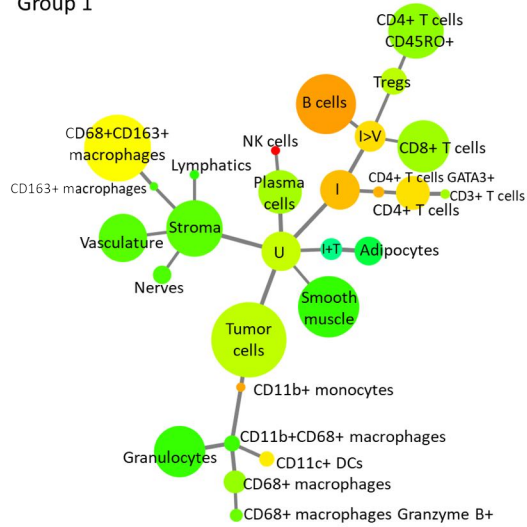 Group 1
CD4+ T cells
CD45RO+
Tregs
B cells
I>V
CD68+CD163+
macrophages
NK cells
CD8+ T cells
Lymphatics
CD163+ macrophages
Plasma
cells
I
CD4+ T cells GATA3+
CD3+ T cells
CD4+ T cells
Stroma
Vasculature
U
I+T
Adipocytes
Nerves
Smooth
muscle
Tumor
cells
CD11b+ monocytes
CD11b+CD68+ macrophages
Granulocytes
CD11c+ DCs
CD68+ macrophages
CD68+ macrophages Granzyme B+